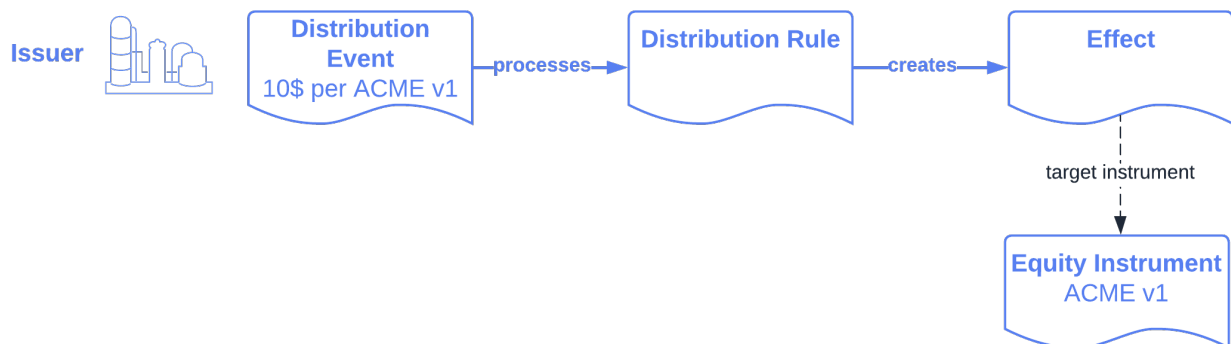 Issuer
Distribution
Event
10$ per ACME v1
processes
Distribution Rule
creates
Effect
target instrument
Equity Instrument
ACME v1